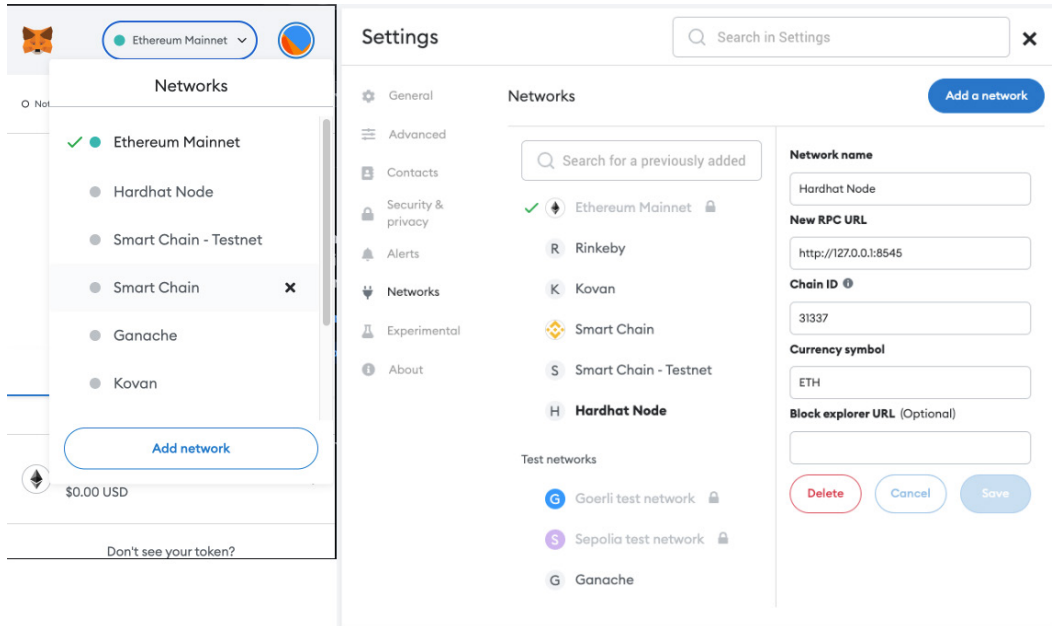 Ethereum Mainnet
Networks
Ethereum Mainnet
Hardhat Node
Smart Chain - Testnet
Smart Chain
Ganache
Kovan
Add network
$0.00 USD
Don't see your token?
Settings
Search in Settings
General
Advanced
Contacts
Security &
privacy
Alerts
Networks
Experimental
About
Networks
Add a network
Search for a previously added
Ethereum Mainnet
R Rinkeby
K Kovan
Smart Chain
S Smart Chain - Testnet
H Hardhat Node
Test networks
G Goerli test network
S Sepolia test network
G Ganache
Network name
Hardhat Node
New RPC URL
http://127.0.0.1:8545
Chain ID
31337
Currency symbol
ETH
Block explorer URL (Optional)
Delete Cancel Save